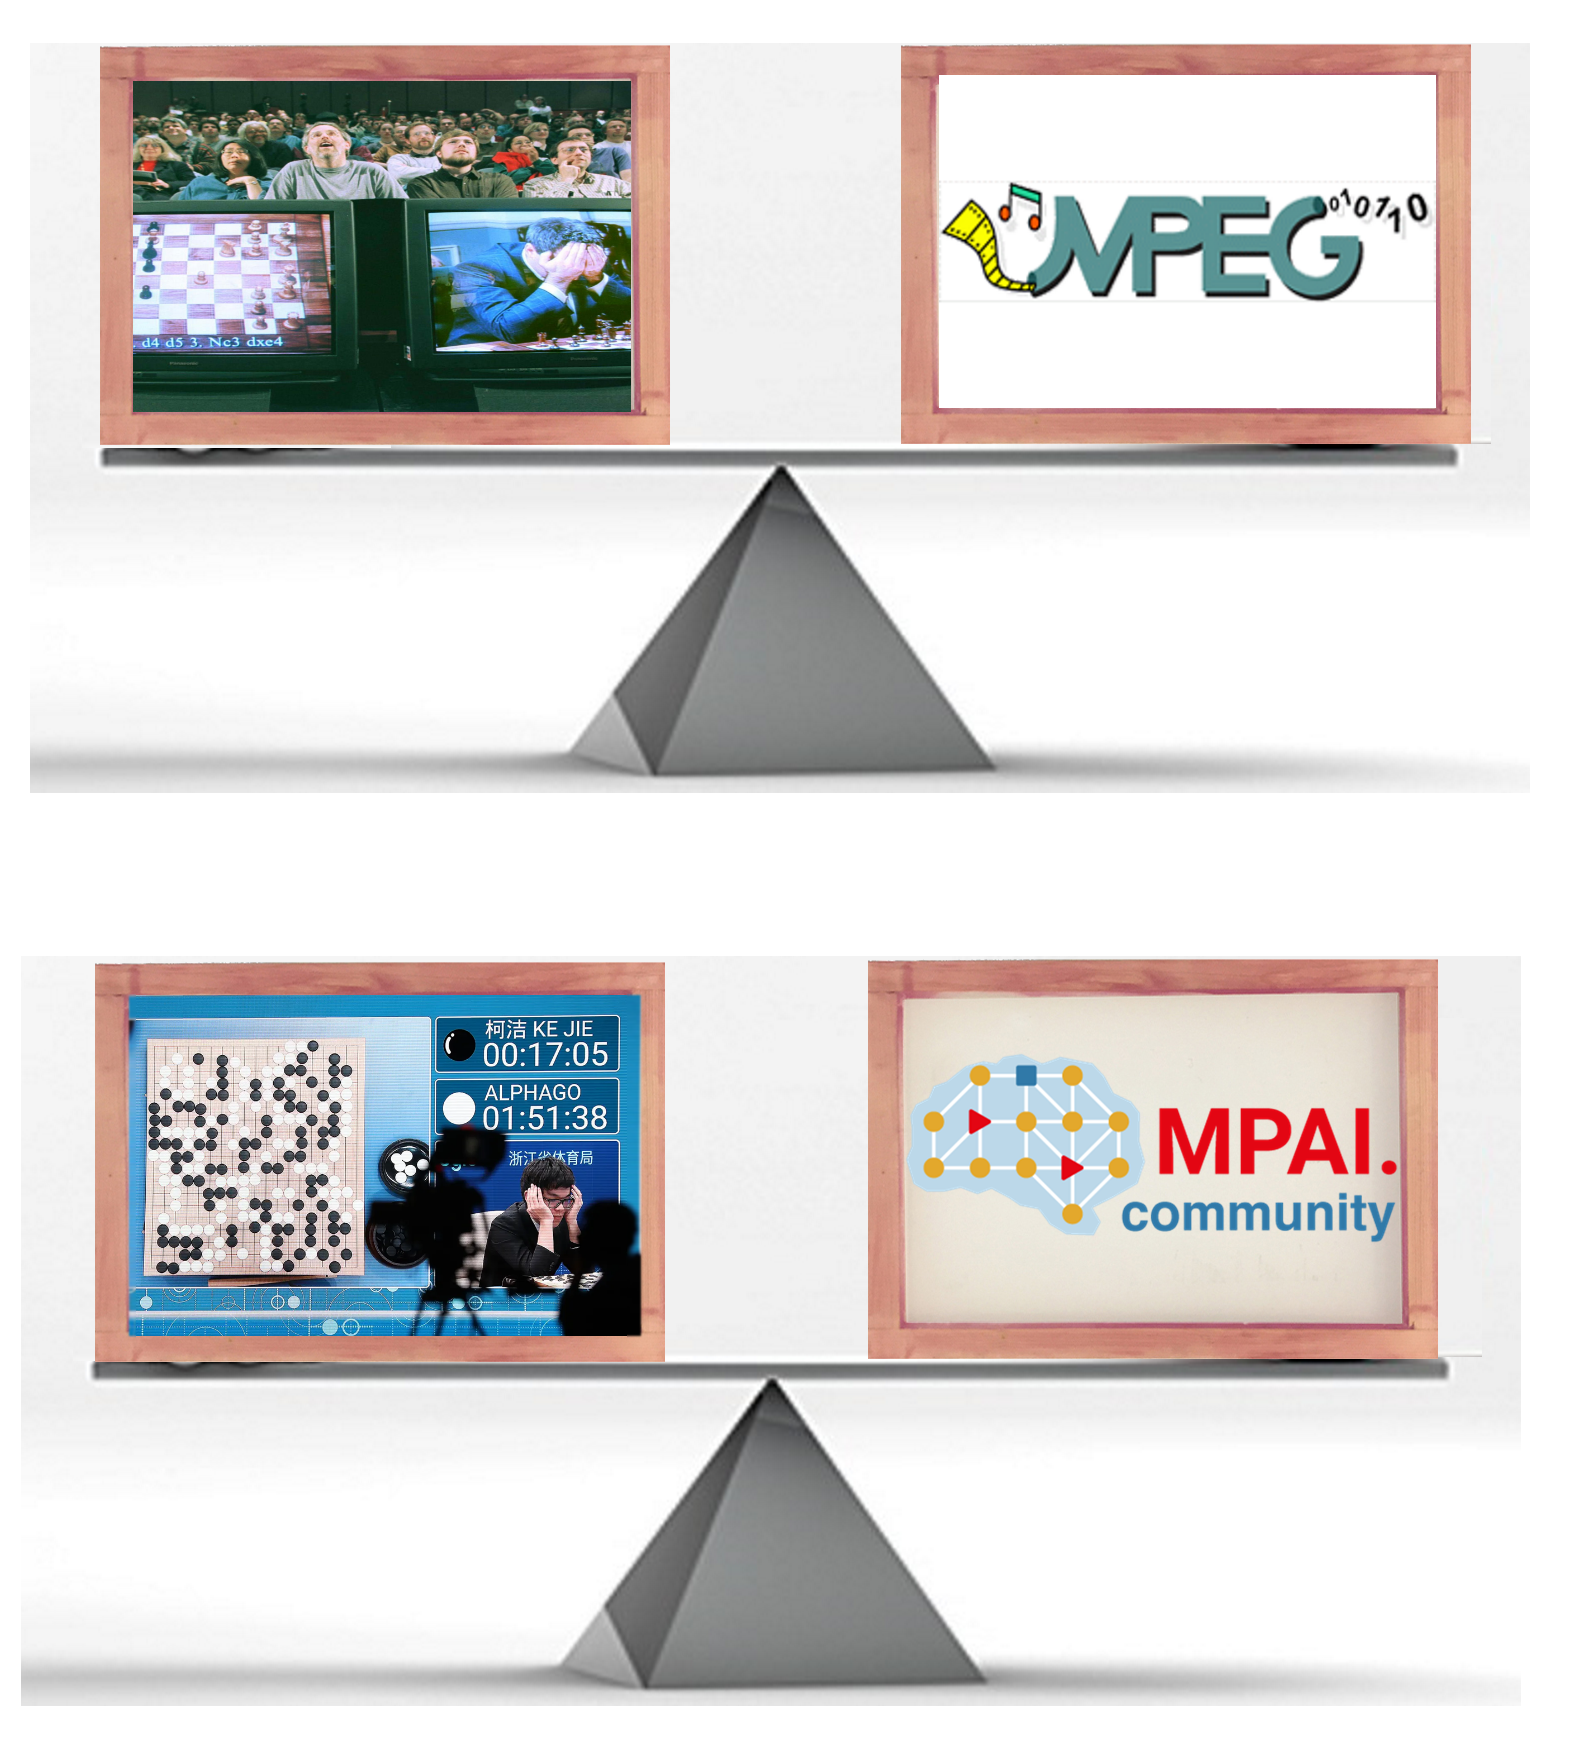 d4 d5 3. Nc3 dxe4
MPEG
0010110
柯洁 KE JIE
00:17:05
ALPHAGO
01:51:38
浙江省体育局
MPAI.
community